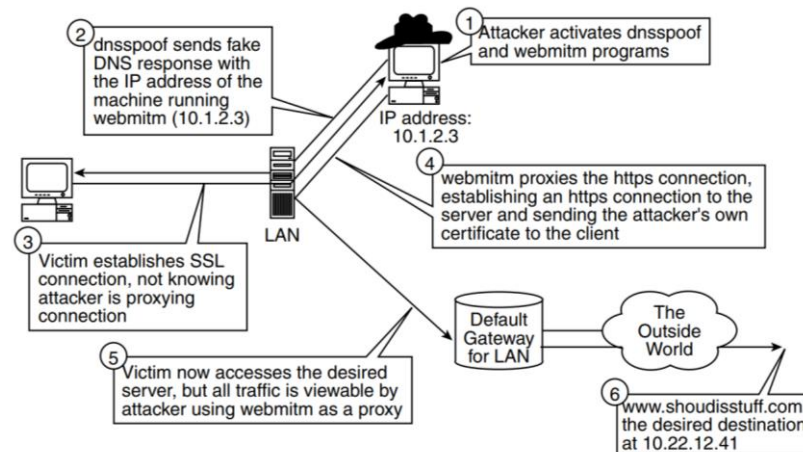 1
Attacker activates dnsspoof
and webmitm programs
2
dnsspoof sends fake
DNS response with
the IP address of the
machine running
webmitm (10.1.2.3)
IP address:
10.1.2.3
4
webmitm proxies the https connection,
establishing an https connection to the
server and sending the attacker's own
certificate to the client
LAN
3
Victim establishes SSL
connection, not knowing
attacker is proxying
connection
Default
Gateway
for LAN
The
Outside
World
5
Victim now accesses the desired
server, but all traffic is viewable by
attacker using webmitm as a proxy
6
www.shoudisstuff.com
the desired destination
at 10.22.12.41